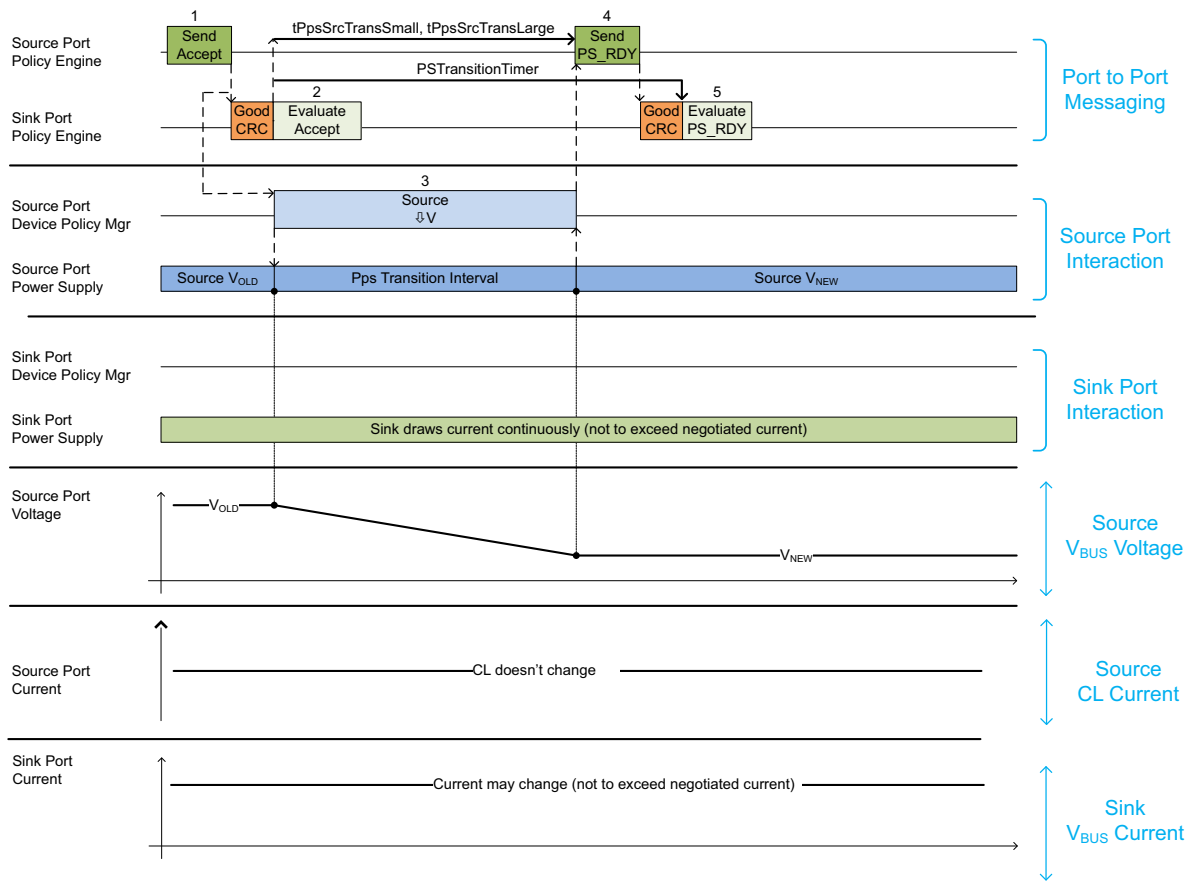 1
4
tPpsSrcTransSmall, tPpsSrcTransLarge
Source Port
Policy Engine
Send
Accept
Send
PS_RDY
PSTransitionTimer
2
5
Sink Port
Policy Engine
Good
CRC
Evaluate
Accept
Good
CRC
Evaluate
PS_RDY
Port to Port
Messaging
3
Source Port
Device Policy Mgr
Source
⇩V
Source Port
Power Supply
Source VOLD
Pps Transition Interval
Source VNEW
Source Port
Interaction
Sink Port
Device Policy Mgr
Sink Port
Power Supply
Sink draws current continuously (not to exceed negotiated current)
Sink Port
Interaction
Source Port
Voltage
VOLD
VNEW
Source
VBUS Voltage
Source Port
Current
CL doesn't change
Source
CL Current
Sink Port
Current
Current may change (not to exceed negotiated current)
Sink
VBUS Current